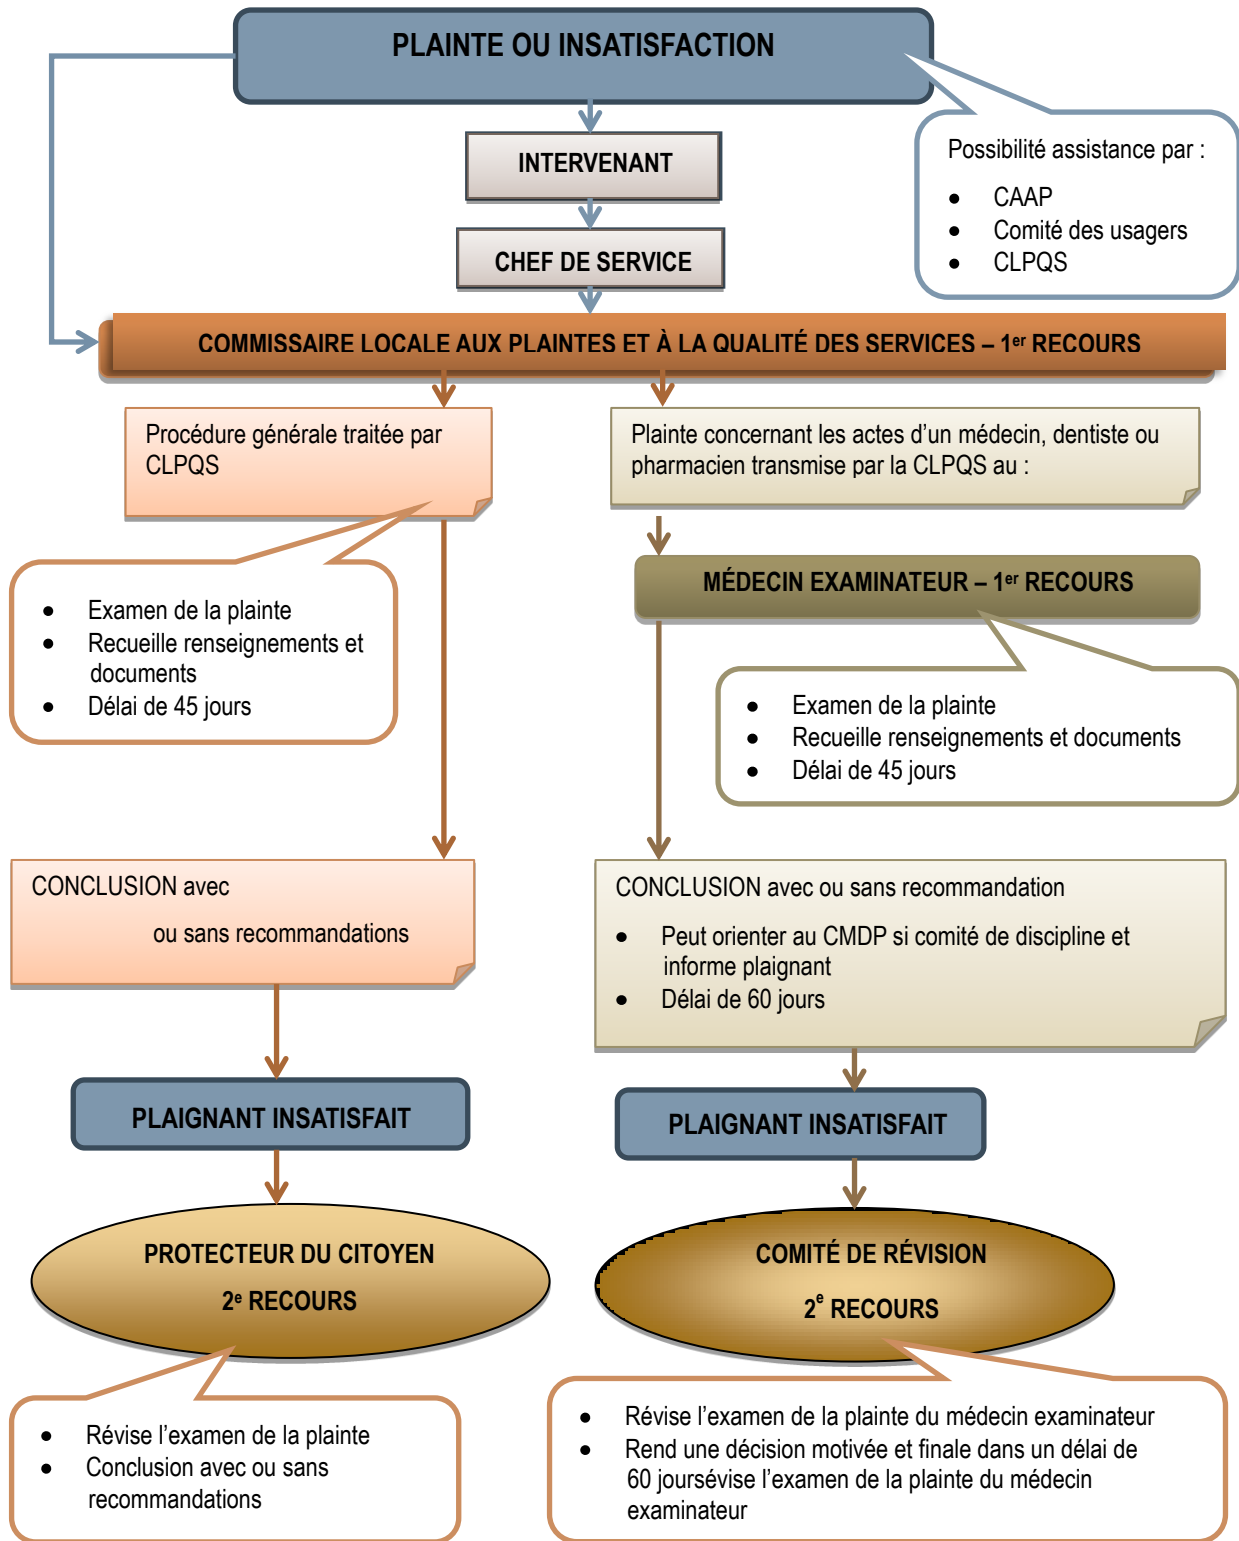 PLAINTE OU INSATISFACTION
Possibilité assistance par :
• CAAP
• Comité des usagers
• CLPQS
INTERVENANT
CHEF DE SERVICE
COMMISSAIRE LOCALE AUX PLAINTES ET À LA QUALITÉ DES SERVICES – 1er RECOURS
Procédure générale traitée par
CLPQS
• Examen de la plainte
• Recueille renseignements et
documents
• Délai de 45 jours
Plainte concernant les actes d’un médecin, dentiste ou
pharmacien transmise par la CLPQS au :
MÉDECIN EXAMINATEUR – 1er RECOURS
• Examen de la plainte
• Recueille renseignements et documents
• Délai de 45 jours
CONCLUSION avec
ou sans recommandations
CONCLUSION avec ou sans recommandation
• Peut orienter au CMDP si comité de discipline et
informe plaignant
• Délai de 60 jours
PLAIGNANT INSATISFAIT
PLAIGNANT INSATISFAIT
PROTECTEUR DU CITOYEN
2e RECOURS
COMITÉ DE RÉVISION
2e RECOURS
• Révise l’examen de la plainte
• Conclusion avec ou sans
recommandations
• Révise l’examen de la plainte du médecin examinateur
• Rend une décision motivée et finale dans un délai de
60 joursévise l’examen de la plainte du médecin
examinateur